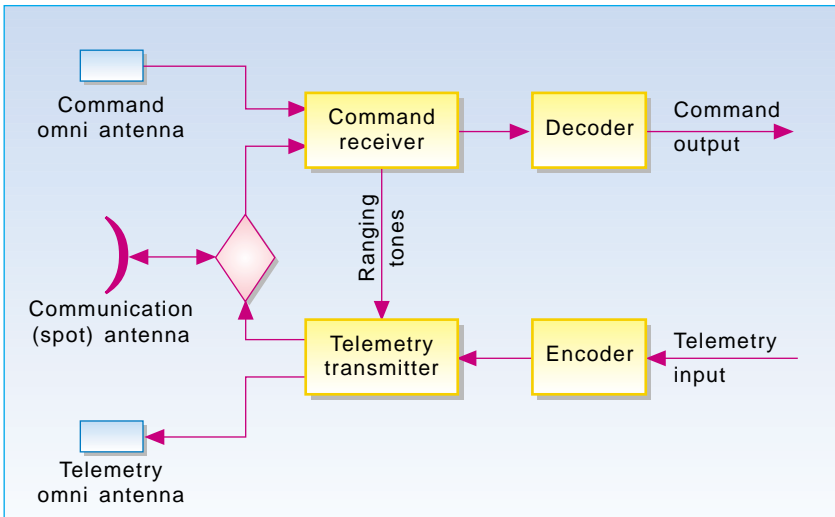 Command
omni antenna
Command
receiver
Decoder
Command
output
Ranging
tones
Communication
(spot) antenna
Telemetry
transmitter
Encoder
Telemetry
input
Telemetry
omni antenna